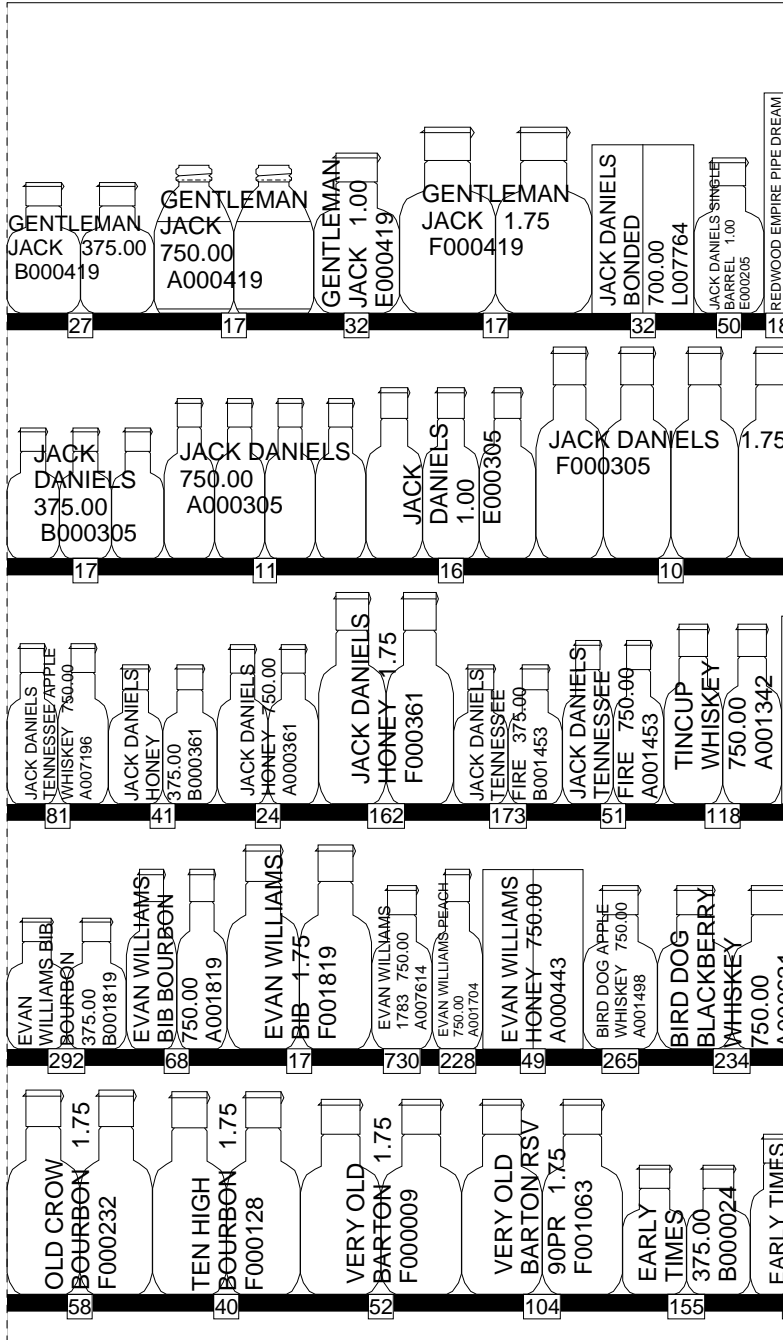 GENTLEMAN
JACK 375.00
B000419
GENTLEMAN
JACK
750.00
A000419
GENTLEMAN
JACK 1.00
E000419
GENTLEMAN
JACK 1.75
F000419
JACK DANIELS
BONDED
700.00
L007764
JACK DANIELS SINGLE
BARREL 1.00
E000205
REDWOOD EMPIRE PIPE DREAM
27
17
32
17
32
50
18
JACK
DANIELS
375.00
B000305
JACK DANIELS
750.00
A000305
JACK
DANIELS
1.00
E000305
JACK DANIELS 1.75
F000305
17
11
16
10
JACK DANIELS
TENNESSEE APPLE
WHISKEY 750.00
A007196
JACK DANIELS
HONEY
375.00
B000361
JACK DANIELS
HONEY 750.00
A000361
JACK DANIELS
HONEY 1.75
F000361
JACK DANIELS
TENNESSEE
FIRE 375.00
B001453
JACK DANIELS
TENNESSEE
FIRE 750.00
A001453
TINCUP
WHISKEY
750.00
A001342
81
41
24
162
173
51
118
EVAN
WILLIAMS BIB
BOURBON
375.00
B001819
EVAN WILLIAMS
BIB BOURBON
750.00
A001819
EVAN WILLIAMS
BIB 1.75
F001819
EVAN WILLIAMS
1783 750.00
A007614
EVAN WILLIAMS PEACH
750.00
A001704
EVAN WILLIAMS
HONEY 750.00
A000443
BIRD DOG APPLE
WHISKEY 750.00
A001498
BIRD DOG
BLACKBERRY
WHISKEY
750.00
292
68
17
730
228
49
265
234
OLD CROW
BOURBON 1.75
F000232
TEN HIGH
BOURBON 1.75
F000128
VERY OLD
BARTON 1.75
F000009
VERY OLD
BARTON RSV
90PR 1.75
F001063
EARLY
TIMES
375.00
B000024
EARLY TIMES
58
40
52
104
155